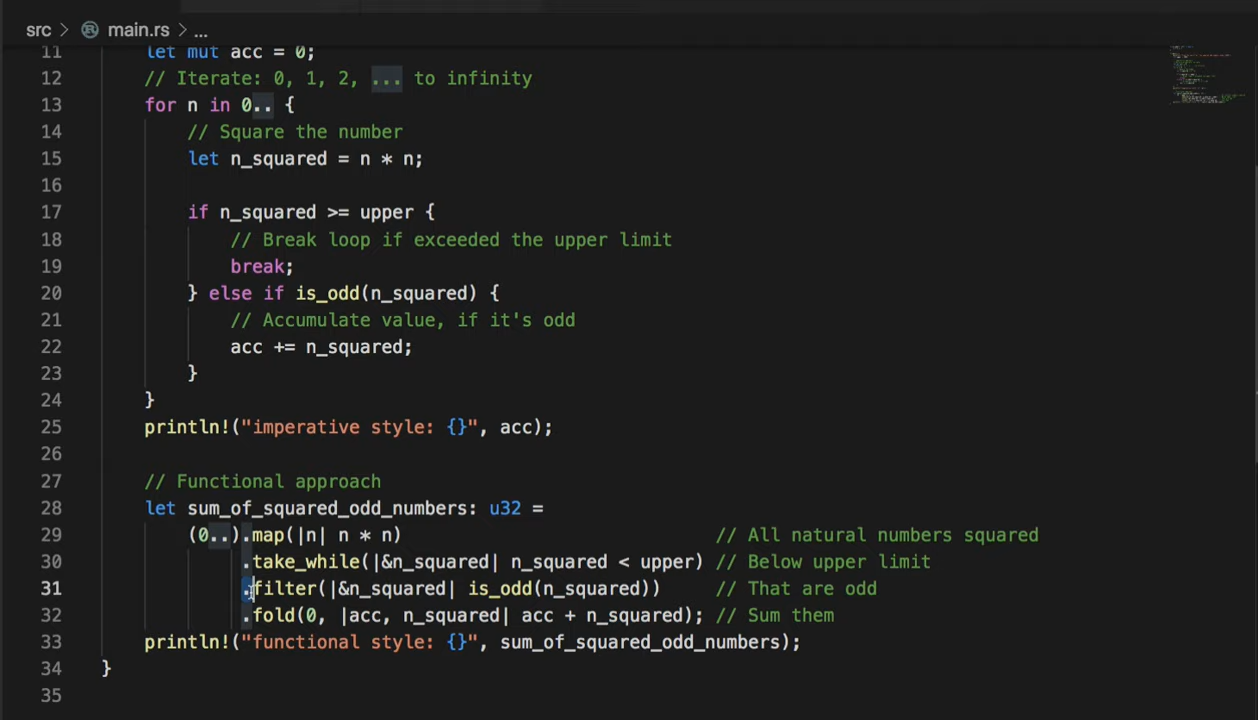 src > main.rs > ...
11 let mut acc = 0;
12 // Iterate: 0, 1, 2, ... to infinity
13 for n in 0.. {
14 // Square the number
15 let n_squared = n * n;
16
17 if n_squared >= upper {
18 // Break loop if exceeded the upper limit
19 break;
20 } else if is_odd(n_squared) {
21 // Accumulate value, if it's odd
22 acc += n_squared;
23 }
24 }
25 println!("imperative style: {}", acc);
26
27 // Functional approach
28 let sum_of_squared_odd_numbers: u32 =
29 (0..).map(|n| n * n) // All natural numbers squared
30 .take_while(|&n_squared| n_squared < upper) // Below upper limit
31 .filter(|&n_squared| is_odd(n_squared)) // That are odd
32 .fold(0, |acc, n_squared| acc + n_squared); // Sum them
33 println!("functional style: {}", sum_of_squared_odd_numbers);
34 }
35